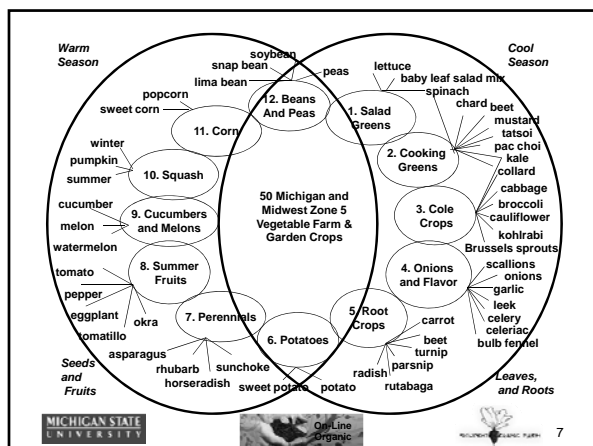 Warm
Season
Cool
Season
soybean
snap bean
lima bean
peas
12. Beans
And Peas
lettuce
baby leaf salad mix
spinach
1. Salad
Greens
chard
beet
mustard
tatsoi
pac choi
kale
collard
2. Cooking
Greens
cabbage
broccoli
cauliflower
kohlrabi
Brussels sprouts
3. Cole
Crops
scallions
onions
garlic
leek
celery
celeriac
bulb fennel
4. Onions
and Flavor
5. Root
Crops
carrot
beet
turnip
parsnip
radish
rutabaga
6. Potatoes
sweet potato
potato
7. Perennials
asparagus
rhubarb
horseradish
sunchoke
8. Summer
Fruits
tomato
pepper
eggplant
tomatillo
okra
9. Cucumbers
and Melons
cucumber
melon
watermelon
10. Squash
winter
pumpkin
summer
11. Corn
popcorn
sweet corn
50 Michigan and
Midwest Zone 5
Vegetable Farm &
Garden Crops
Seeds
and
Fruits
Leaves,
and Roots
MICHIGAN STATE
UNIVERSITY
On-Line
Organic
7